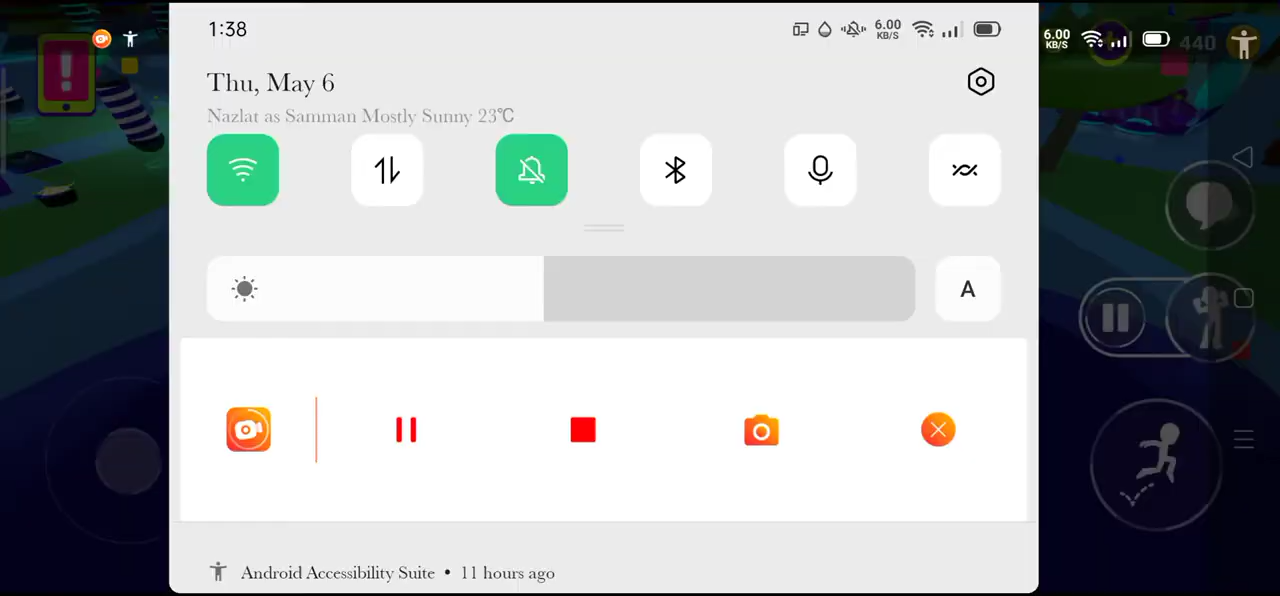 1:38
6.00
KB/S
6.00
KB/S
440
Thu, May 6
Nazlat as Samman Mostly Sunny 23℃
A
Android Accessibility Suite • 11 hours ago